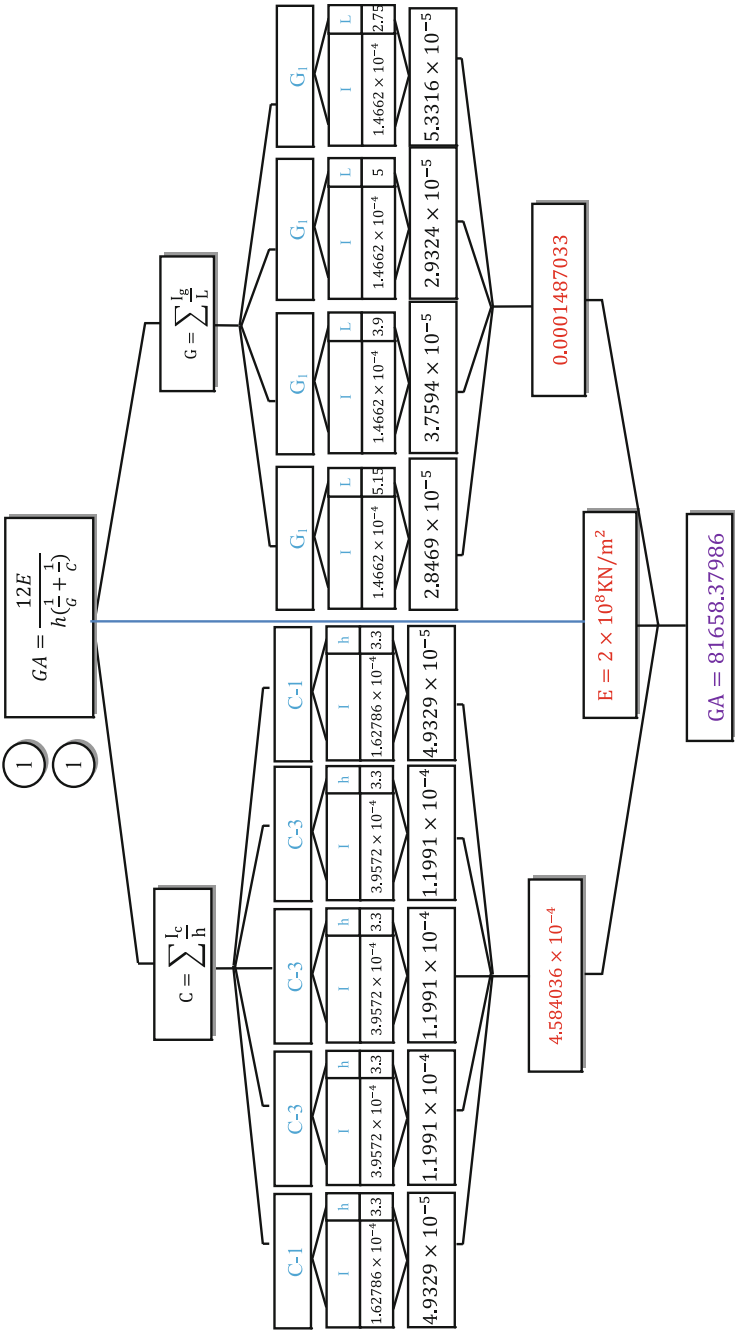 1
1
GA = 12E / h(1/G + 1/C)
C = ∑ Ic/h
G = ∑ Ig/L
C-1
C-3
C-3
C-3
C-1
G1
G1
G1
G1
I h
I h
I h
I h
I h
I L
I L
I L
I L
1.62786 × 10⁻⁴ 3.3
3.9572 × 10⁻⁴ 3.3
3.9572 × 10⁻⁴ 3.3
3.9572 × 10⁻⁴ 3.3
1.62786 × 10⁻⁴ 3.3
1.4662 × 10⁻⁴ 5.15
1.4662 × 10⁻⁴ 3.9
1.4662 × 10⁻⁴ 5
1.4662 × 10⁻⁴ 2.75
4.9329 × 10⁻⁵
1.1991 × 10⁻⁴
1.1991 × 10⁻⁴
1.1991 × 10⁻⁴
4.9329 × 10⁻⁵
2.8469 × 10⁻⁵
3.7594 × 10⁻⁵
2.9324 × 10⁻⁵
5.3316 × 10⁻⁵
4.584036 × 10⁻⁴
0.0001487033
E = 2 × 10⁸KN/m²
GA = 81658.37986